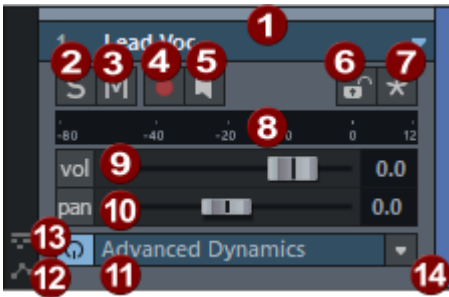 1
1 Lead Voc
2 3 4 5 6 7
S M *
8
-80 -40 -20 0 12
vol 9 0.0
pan 10 0.0
13 Advanced Dynamics
12 11 14